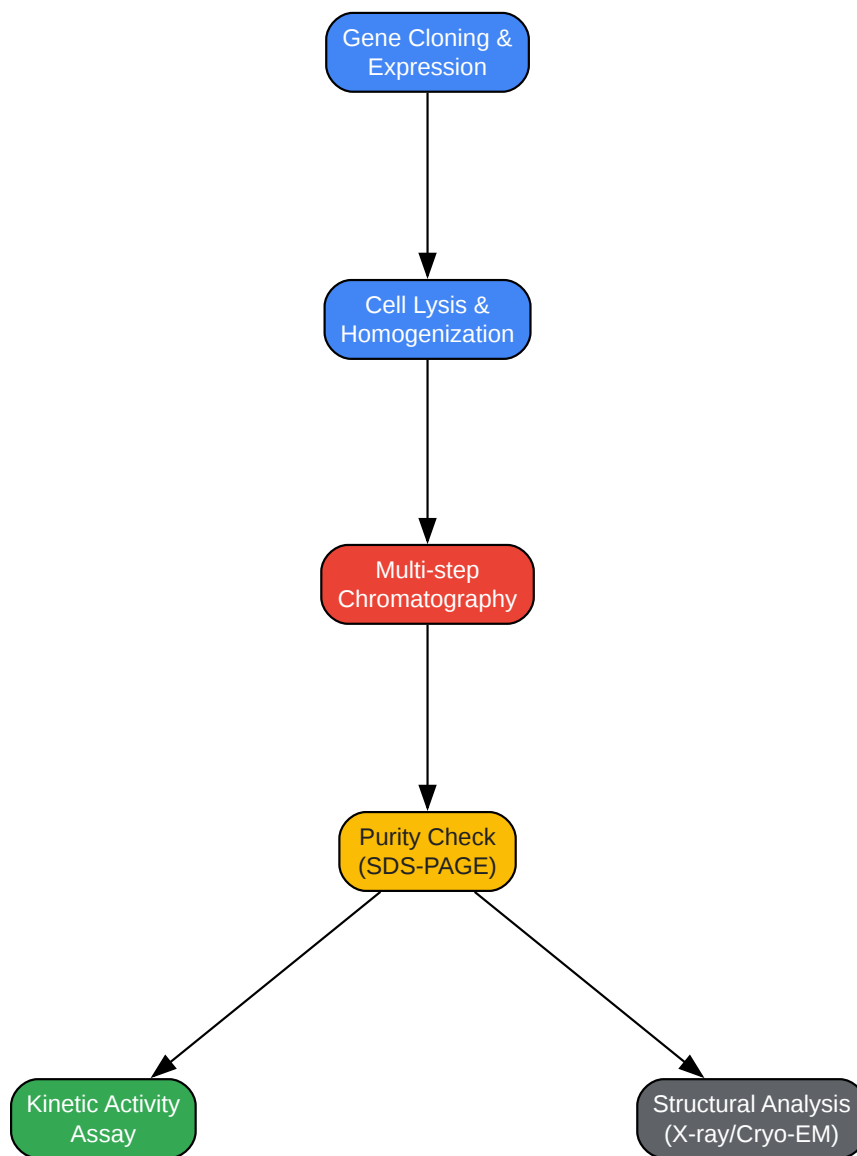 Gene Cloning &
Expression
Cell Lysis &
Homogenization
Multi-step
Chromatography
Purity Check
(SDS-PAGE)
Kinetic Activity
Assay
Structural Analysis
(X-ray/Cryo-EM)